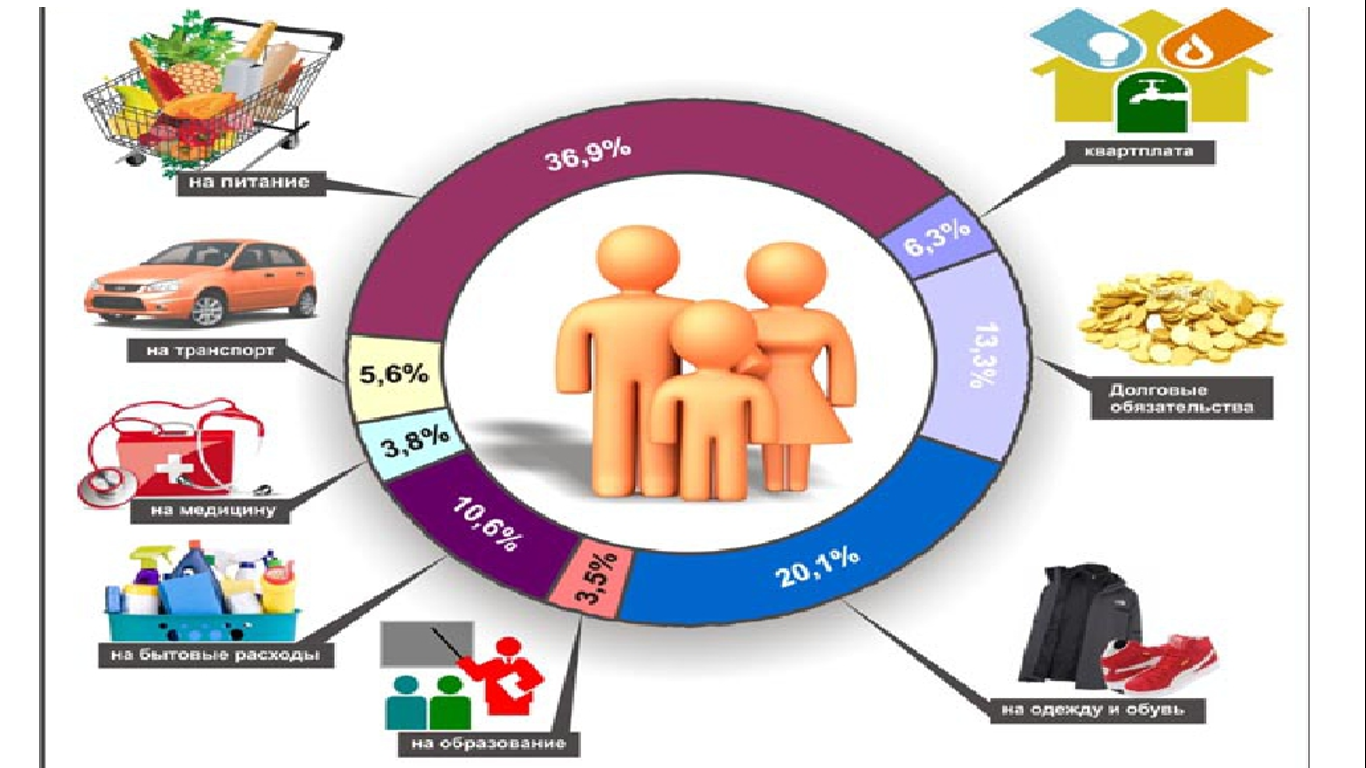 36,9%
квартплата
на питание
6,3%
13,3%
на транспорт
5,6%
Долговые
обязательства
3,8%
на медицину
10,6%
20,1%
3,5%
на бытовые расходы
на одежду и обувь
на образование